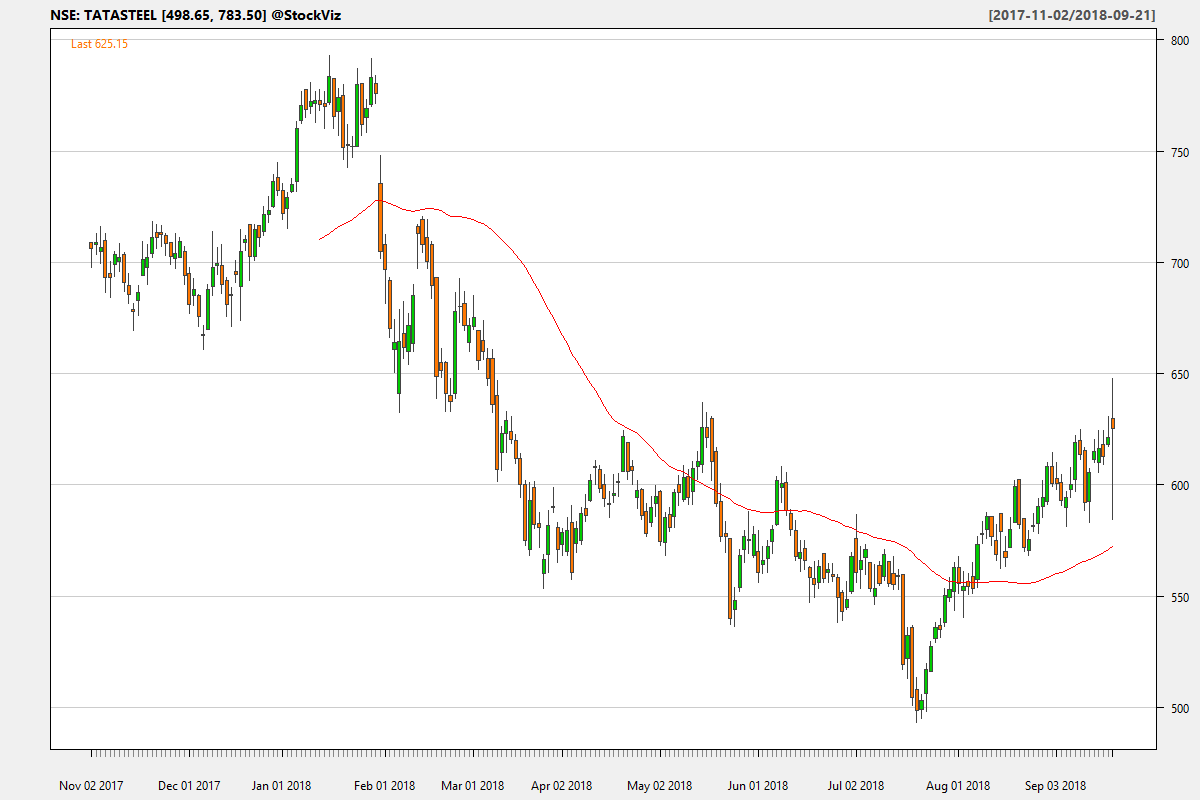 NSE: TATASTEEL [498.65, 783.50] @StockViz
[2017-11-02/2018-09-21]
Last 625.15
800
750
700
650
600
550
500
Nov 02 2017
Dec 01 2017
Jan 01 2018
Feb 01 2018
Mar 01 2018
Apr 02 2018
May 02 2018
Jun 01 2018
Jul 02 2018
Aug 01 2018
Sep 03 2018